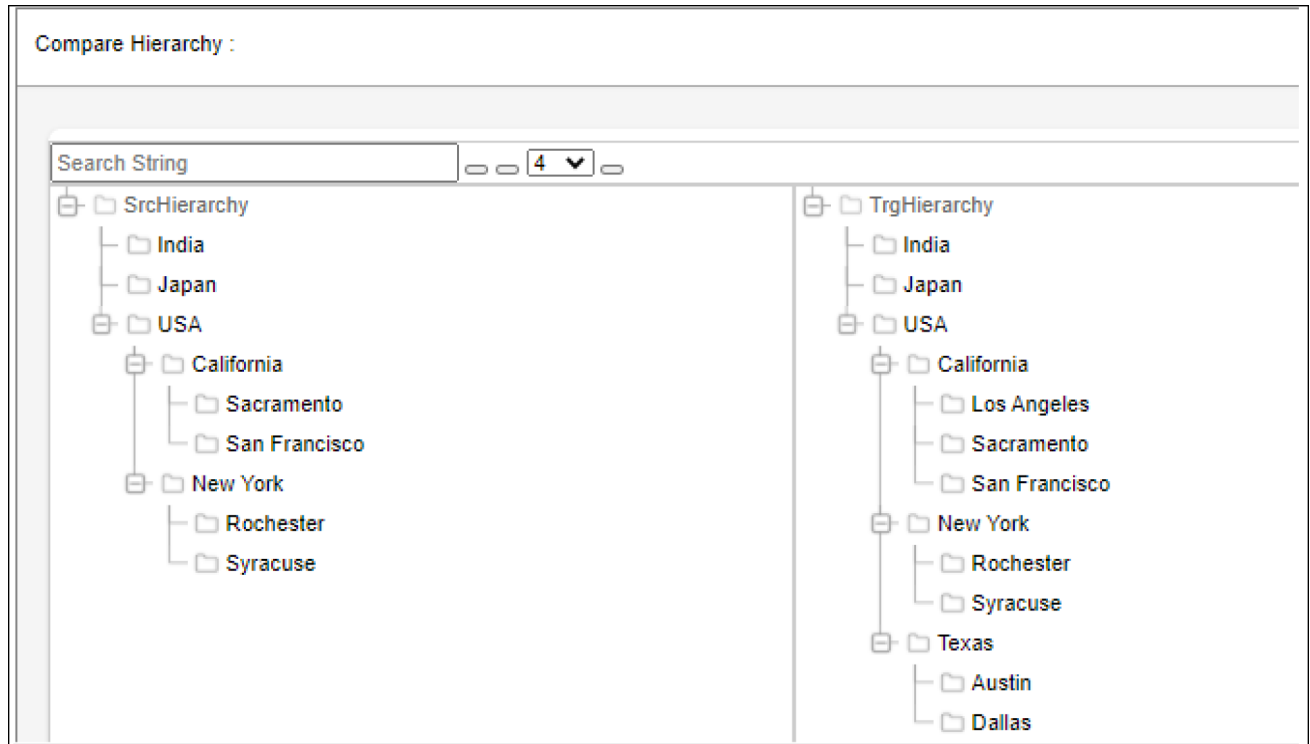 Compare Hierarchy :
Search String
4
SrcHierarchy
India
Japan
USA
California
Sacramento
San Francisco
New York
Rochester
Syracuse
TrgHierarchy
India
Japan
USA
California
Los Angeles
Sacramento
San Francisco
New York
Rochester
Syracuse
Texas
Austin
Dallas